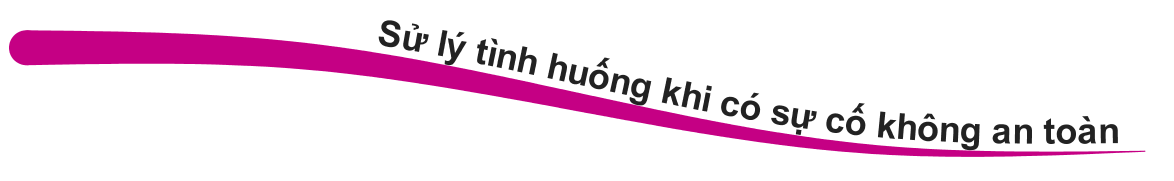 Sử lý tình huống khi có sự cố không an toàn